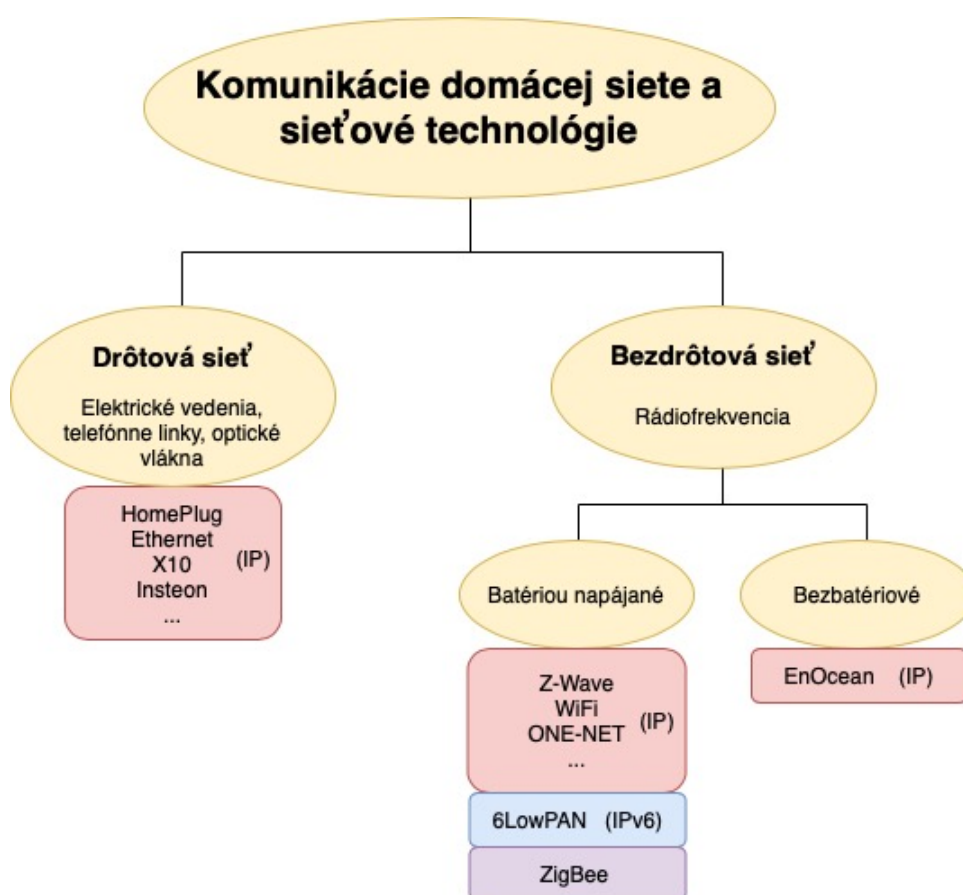 Komunikácie domácej siete a
sieťové technológie
Drôtová sieť
Elektrické vedenia,
telefónne linky, optické
vlákna
HomePlug
Ethernet
X10
(IP)
Insteon
...
Bezdrôtová sieť
Rádiofrekvencia
Batériou napájané
Z-Wave
WiFi
ONE-NET
(IP)
...
6LowPAN (IPv6)
ZigBee
Bezbatériové
EnOcean (IP)